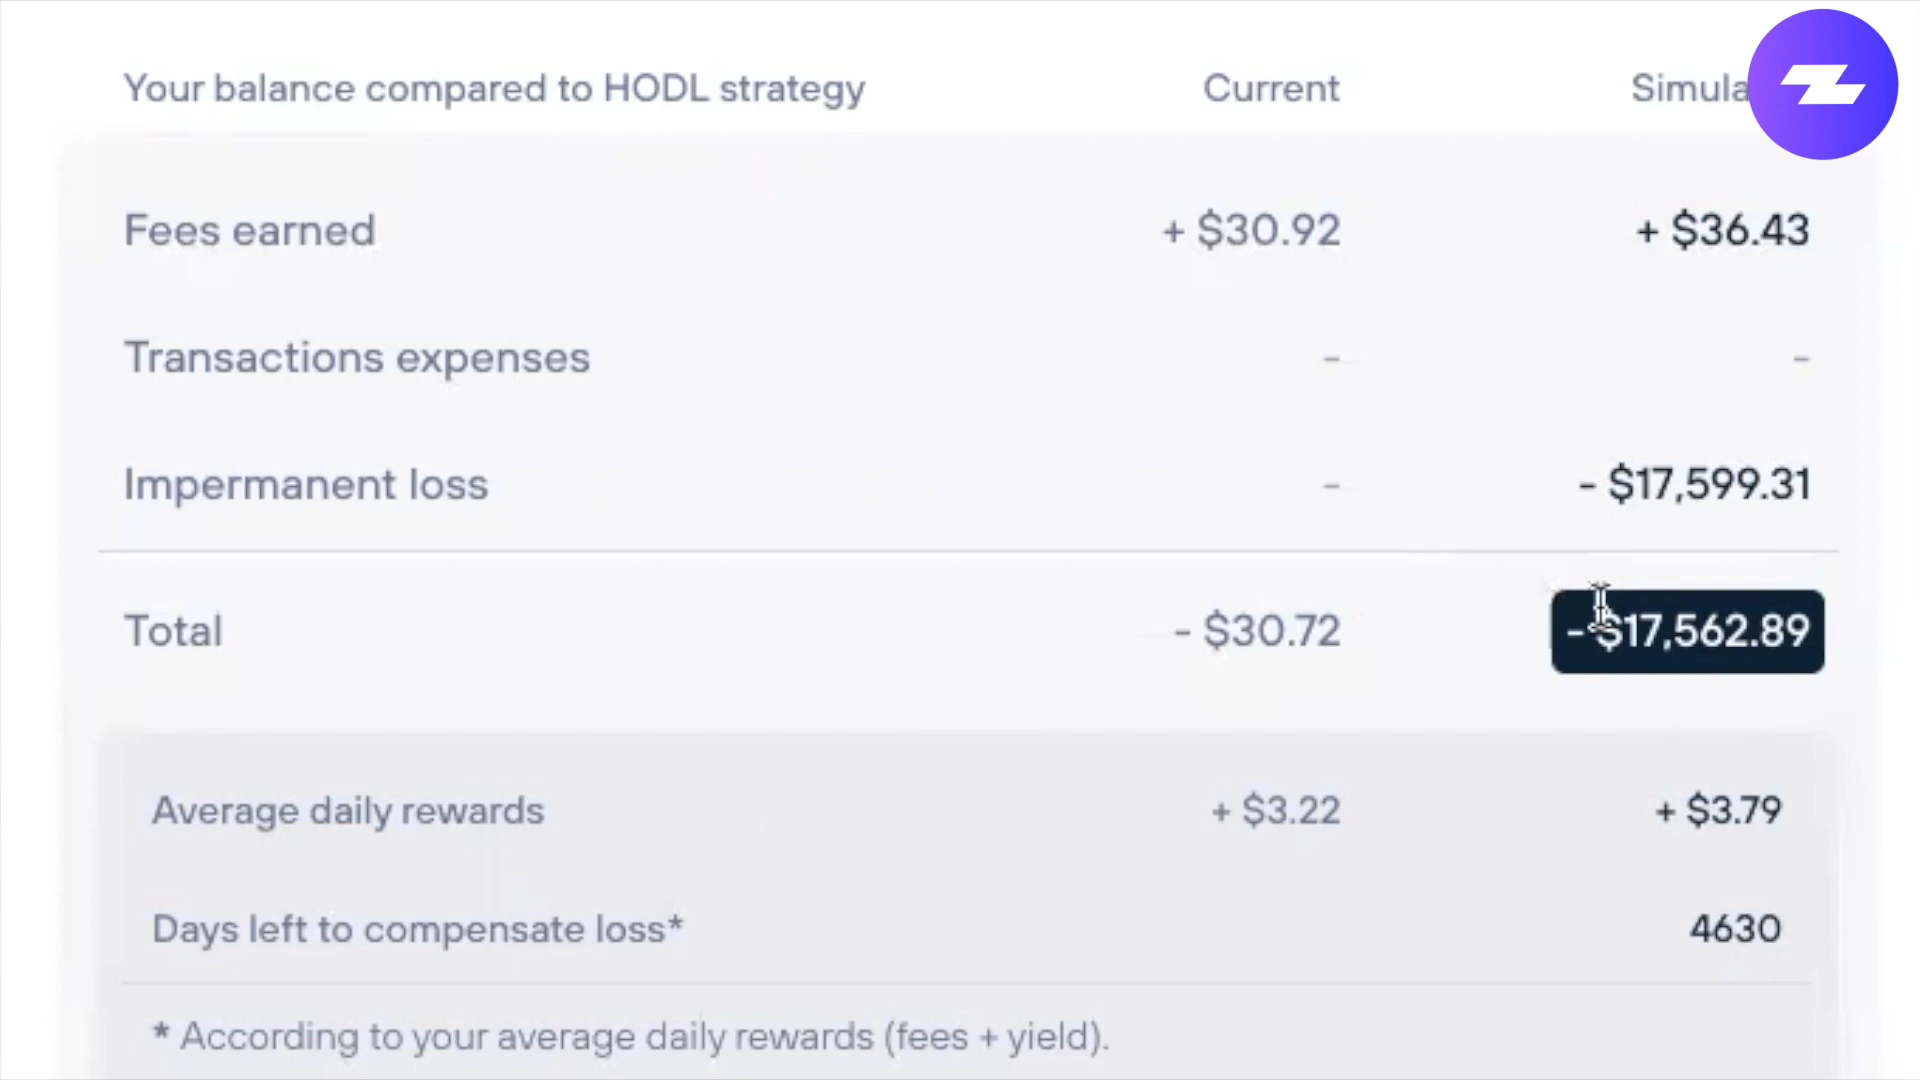 Your balance compared to HODL strategy Current Simula
Fees earned + $30.92 + $36.43
Transactions expenses - -
Impermanent loss - - $17,599.31
Total - $30.72 - $17,562.89
Average daily rewards + $3.22 + $3.79
Days left to compensate loss* 4630
* According to your average daily rewards (fees + yield).